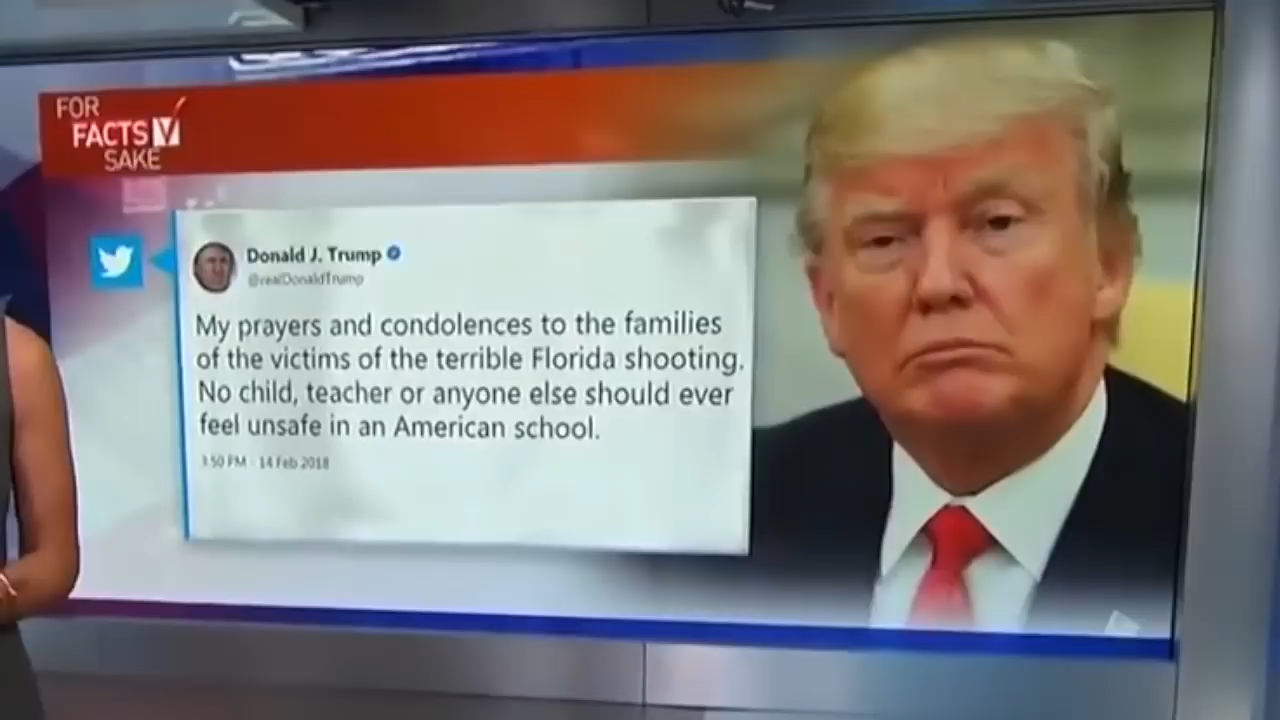 FOR
FACTS
SAKE
Donald J. Trump
@realDonaldTrump
My prayers and condolences to the families
of the victims of the terrible Florida shooting.
No child, teacher or anyone else should ever
feel unsafe in an American school.
3:50 PM - 14 Feb 2018